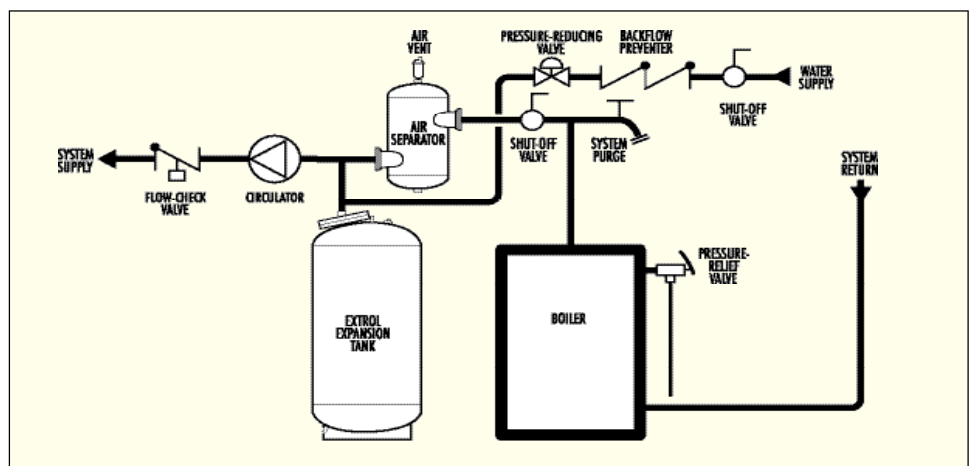 AIR
VENT
PRESSURE-REDUCING
VALVE
BACKFLOW
PREVENTER
WATER
SUPPLY
SHUT-OFF
VALVE
AIR
SEPARATOR
SHUT-OFF
VALVE
SYSTEM
PURGE
SYSTEM
SUPPLY
FLOW-CHECK
VALVE
CIRCULATOR
SYSTEM
RETURN
PRESSURE-
RELIEF
VALVE
EXTROL
EXPANSION
TANK
BOILER